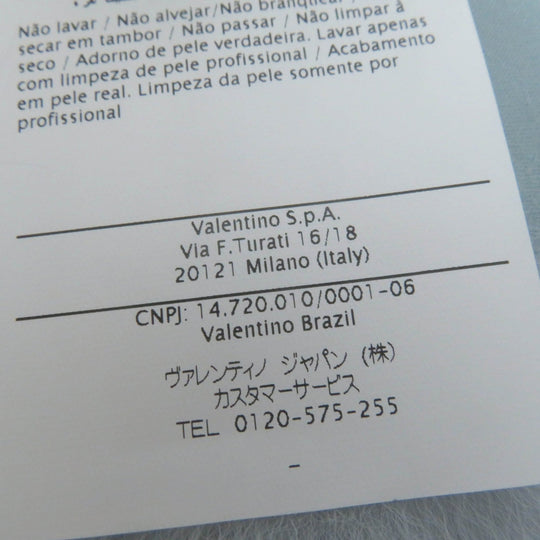 Não lavar / Não alvejar/Não branquear /
secar em tambor / Não passar / Não limpar à
seco / Adorno de pele verdadeira. Lavar apenas
com limpeza de pele profissional / Acabamento
em pele real. Limpeza da pele somente por
profissional
Valentino S.p.A.
Via F.Turati 16/18
20121 Milano (Italy)
CNPJ: 14.720.010/0001-06
Valentino Brazil
ヴァレンティノ ジャパン (株)
カスタマーサービス
TEL 0120-575-255
-